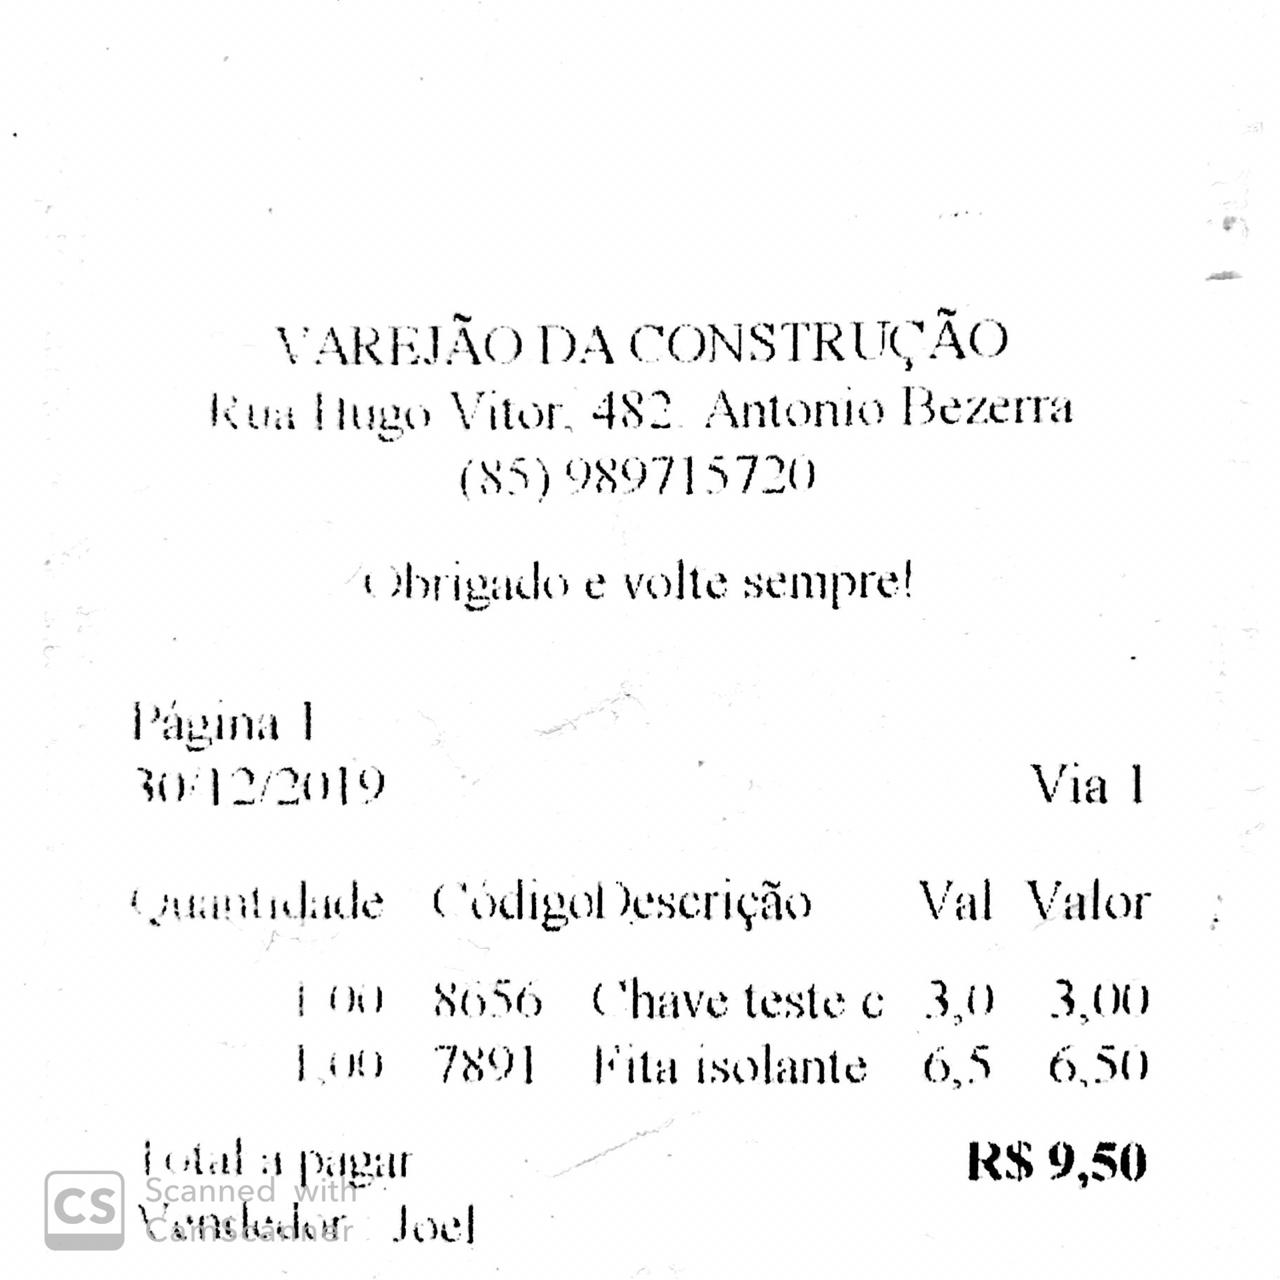 VAREJÃO DA CONSTRUÇÃO
Rua Hugo Vitor, 482. Antonio Bezerra
(85) 989715720
Obrigado e volte sempre!
Página 1
30/12/2019 Via 1
Quantidade Código Descrição Val Valor
1,00 8656 Chave teste c 3,0 3,00
1,00 7891 Fita isolante 6,5 6,50
Total a pagar R$ 9,50
Vendedor Joel
CS Scanned with
CamScanner